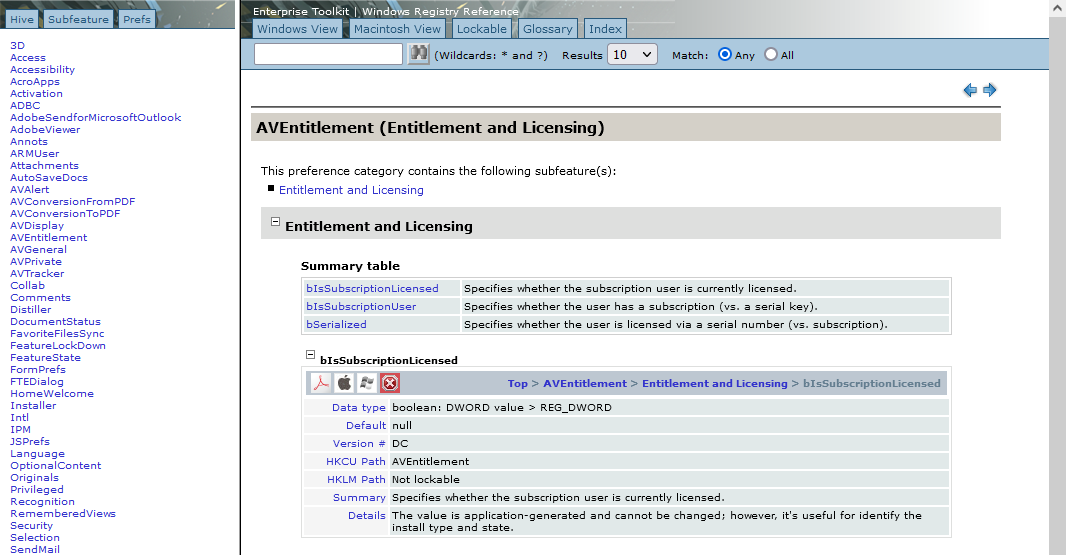 Hive Subfeature Prefs
3D
Access
Accessibility
AcroApps
Activation
ADBC
AdobeSendforMicrosoftOutlook
AdobeViewer
Annots
ARMUser
Attachments
AutoSaveDocs
AVAlert
AVConversionFromPDF
AVConversionToPDF
AVDisplay
AVEntitlement
AVGeneral
AVPrivate
AVTracker
Collab
Comments
Distiller
DocumentStatus
FavoriteFilesSync
FeatureLockDown
FeatureState
FormPrefs
FTEDialog
HomeWelcome
Installer
Intl
IPM
JSPrefs
Language
OptionalContent
Originals
Privileged
Recognition
RememberedViews
Security
Selection
SendMail
Enterprise Toolkit | Windows Registry Reference
Windows View Macintosh View Lockable Glossary Index
(Wildcards: * and ?) Results 10 Match: Any All
AVEntitlement (Entitlement and Licensing)
This preference category contains the following subfeature(s):
Entitlement and Licensing
Entitlement and Licensing
Summary table
bIsSubscriptionLicensed Specifies whether the subscription user is currently licensed.
bIsSubscriptionUser Specifies whether the user has a subscription (vs. a serial key).
bSerialized Specifies whether the user is licensed via a serial number (vs. subscription).
bIsSubscriptionLicensed
Top > AVEntitlement > Entitlement and Licensing > bIsSubscriptionLicensed
Data type boolean: DWORD value > REG_DWORD
Default null
Version # DC
HKCU Path AVEntitlement
HKLM Path Not lockable
Summary Specifies whether the subscription user is currently licensed.
Details The value is application-generated and cannot be changed; however, it's useful for identify the
install type and state.